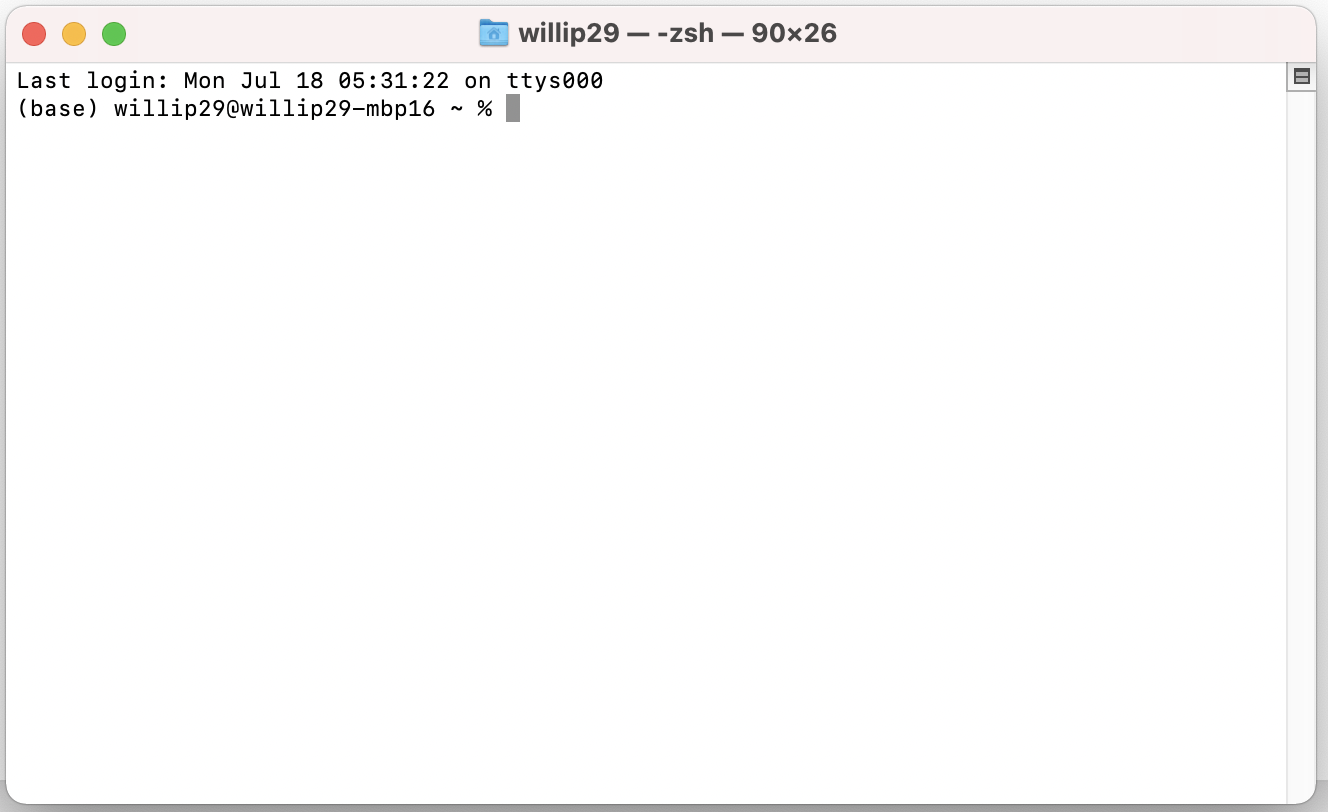 willip29 — -zsh — 90×26
Last login: Mon Jul 18 05:31:22 on ttys000
(base) willip29@willip29-mbp16 ~ %